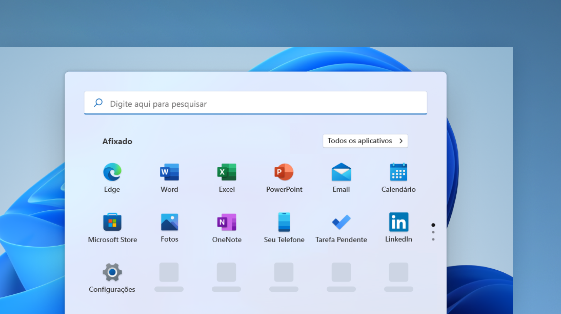 Digite aqui para pesquisar
Afixado
Todos os aplicativos
Edge
Word
Excel
PowerPoint
Email
Calendário
Microsoft Store
Fotos
OneNote
Seu Telefone
Tarefa Pendente
LinkedIn
Configurações